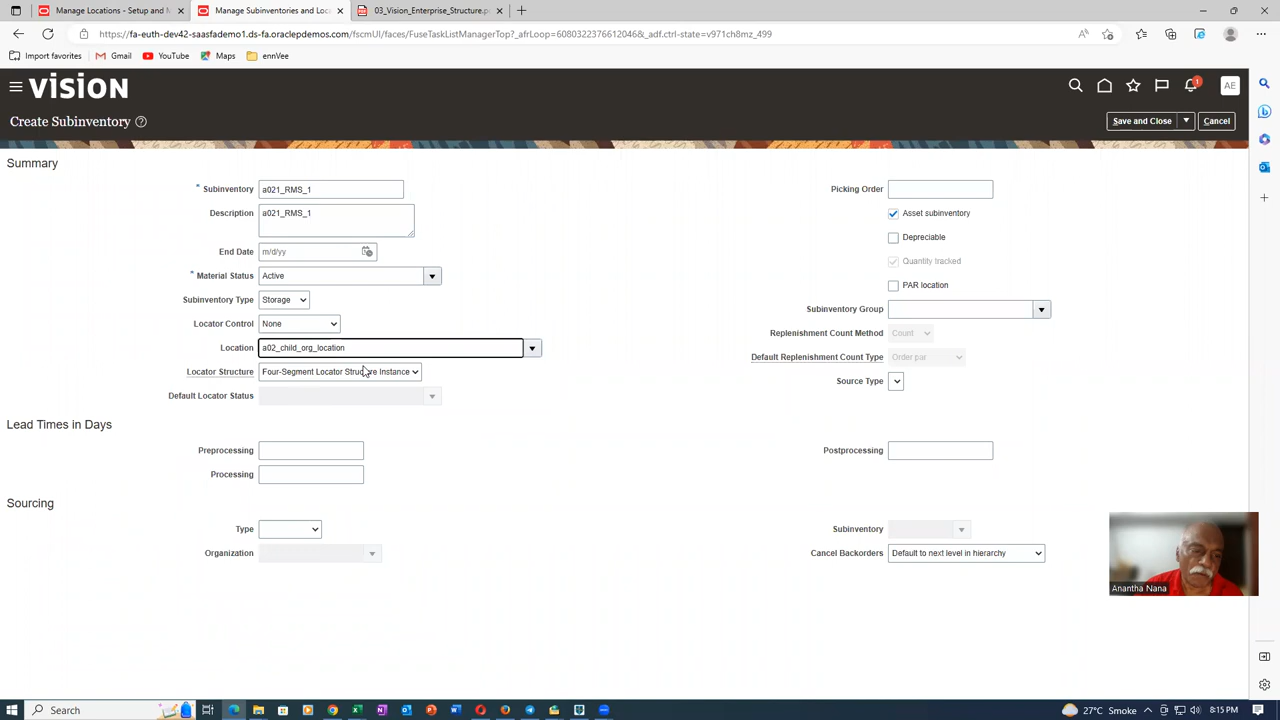 Manage Locations - Setup and M
Manage Subinventories and Locat
03_Vision_Enterprise_Structure.p
https://fa-euth-dev42-saasfademo1.ds-fa.oraclepdemos.com/fscmUI/faces/FuseTaskListManagerTop?_afrLoop=6080322376612046&_adf.ctrl-state=v971ch8mz_499
Import favorites
Gmail
YouTube
Maps
ennVee
VISION
1
AE
Create Subinventory
Save and Close
Cancel
Summary
* Subinventory a021_RMS_1
Picking Order
Description a021_RMS_1
Asset subinventory
Depreciable
End Date m/d/yy
Quantity tracked
* Material Status Active
PAR location
Subinventory Type Storage
Subinventory Group
Locator Control None
Replenishment Count Method Count
Location a02_child_org_location
Default Replenishment Count Type Order par
Locator Structure Four-Segment Locator Structure Instance
Source Type
Default Locator Status
Lead Times in Days
Preprocessing
Postprocessing
Processing
Sourcing
Type
Subinventory
Organization
Cancel Backorders Default to next level in hierarchy
Anantha Nana
Search
27°C Smoke
8:15 PM